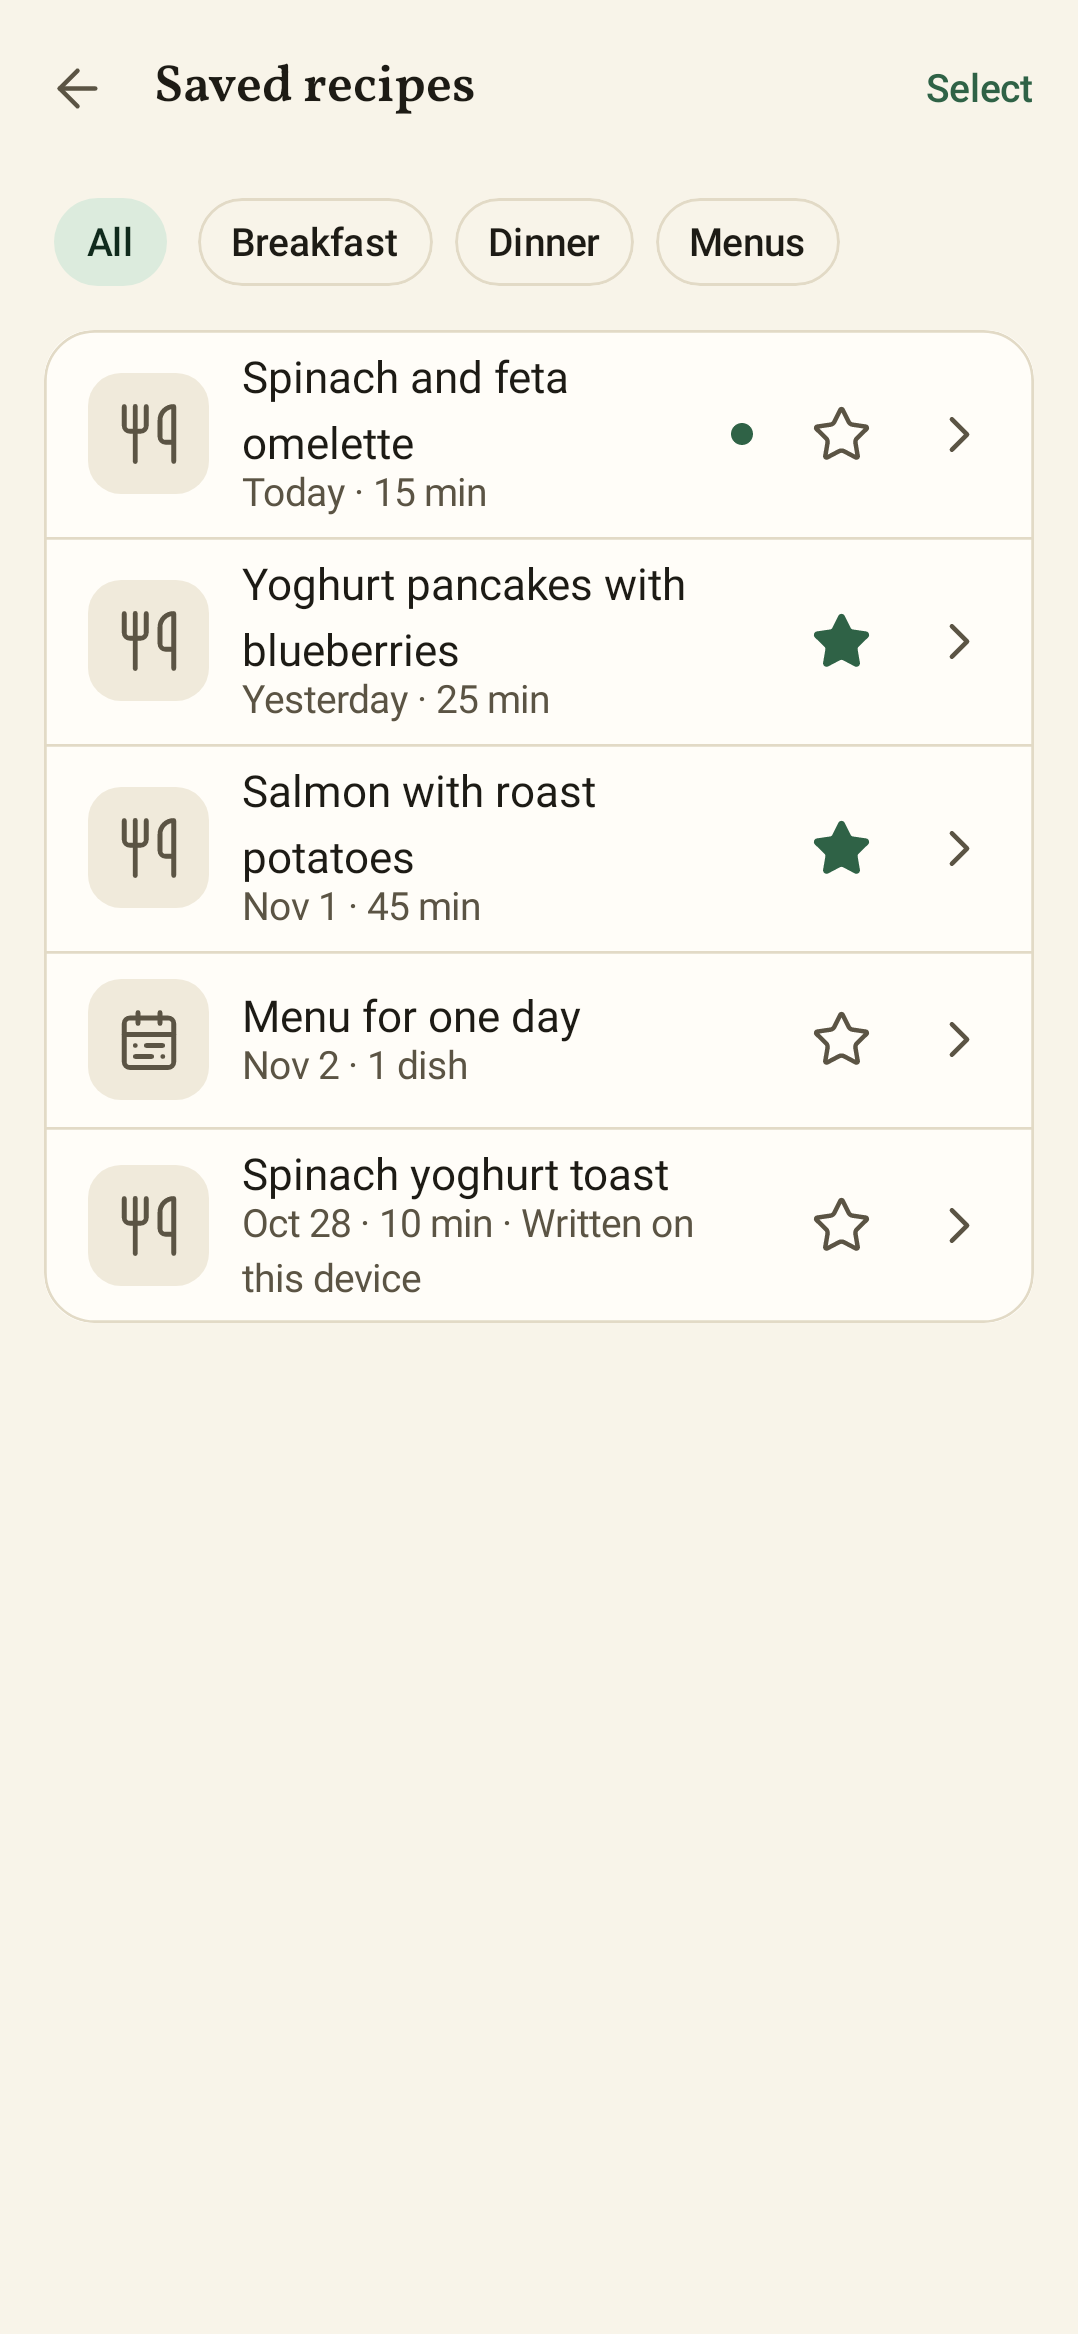 Saved recipes
Select
All
Breakfast
Dinner
Menus
Spinach and feta
omelette
Today · 15 min
Yoghurt pancakes with
blueberries
Yesterday · 25 min
Salmon with roast
potatoes
Nov 1 · 45 min
Menu for one day
Nov 2 · 1 dish
Spinach yoghurt toast
Oct 28 · 10 min · Written on
this device